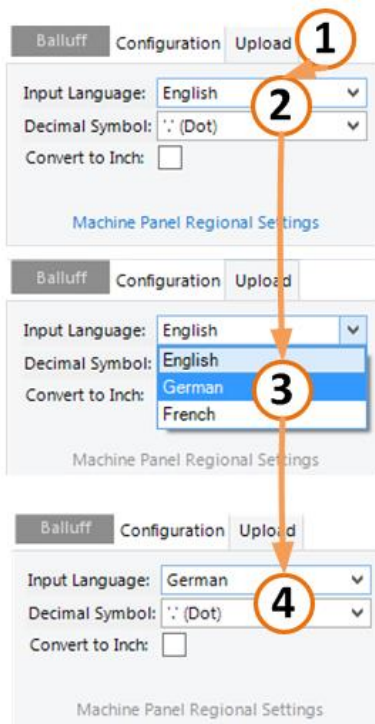 Balluff Configuration Upload 1
Input Language: English
2
Decimal Symbol: '.' (Dot)
Convert to Inch:
Machine Panel Regional Settings
Balluff Configuration Upload
Input Language: English
Decimal Symbol: English
German
3
Convert to Inch:
French
Machine Panel Regional Settings
Balluff Configuration Upload
Input Language: German
4
Decimal Symbol: '.' (Dot)
Convert to Inch:
Machine Panel Regional Settings